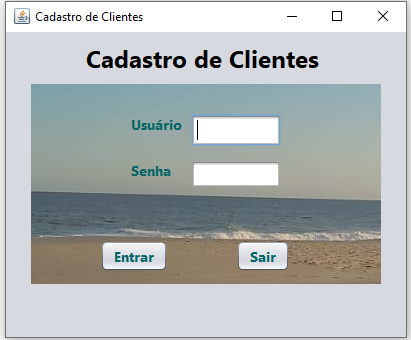 Cadastro de Clientes
Cadastro de Clientes
Usuário
Senha
Entrar Sair